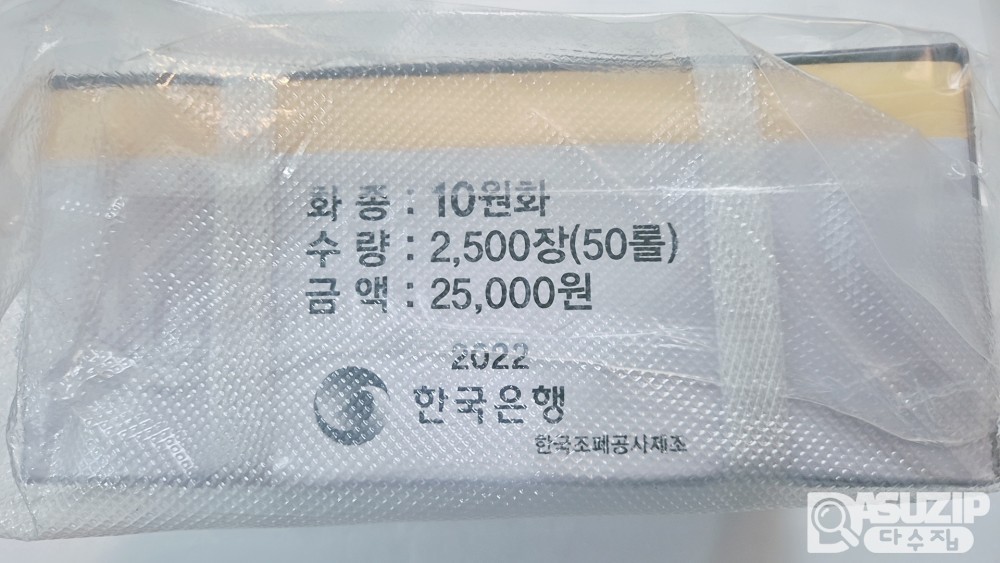 화 종 : 10원화
수 량 : 2,500장(50롤)
금 액 : 25,000원
2022
한국은행
한국조폐공사제조
ASUZIP
다수집